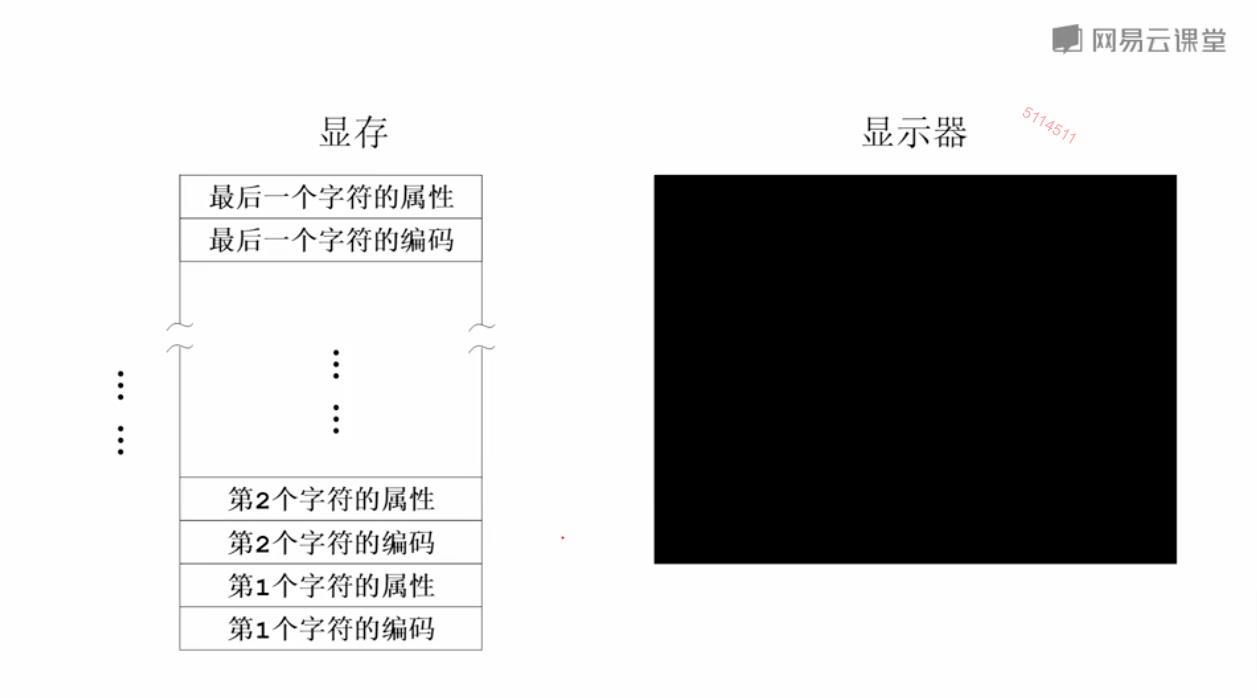 网易云课堂
显存
显示器
5114511
最后一个字符的属性
最后一个字符的编码
第2个字符的属性
第2个字符的编码
第1个字符的属性
第1个字符的编码